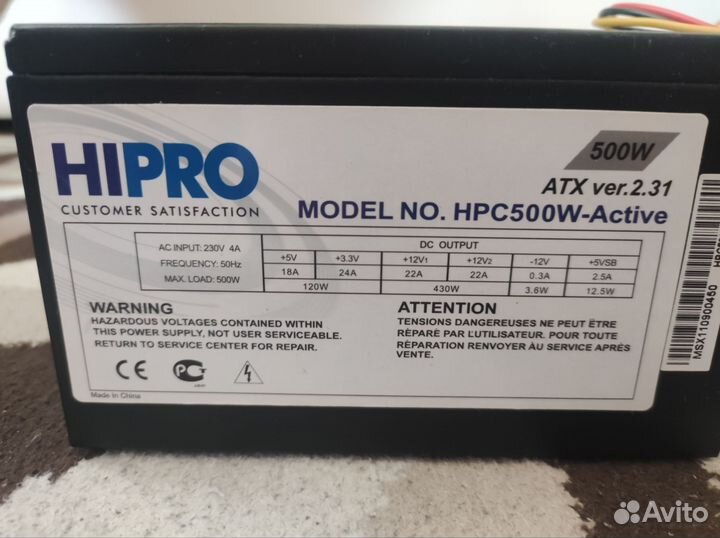 HIPRO
CUSTOMER SATISFACTION
500W
ATX ver.2.31
MODEL NO. HPC500W-Active
AC INPUT: 230V 4A
FREQUENCY: 50Hz
MAX. LOAD: 500W
DC OUTPUT
+5V +3.3V +12V1 +12V2 -12V +5VSB
18A 24A 22A 22A 0.3A 2.5A
120W 430W 3.6W 12.5W
WARNING
HAZARDOUS VOLTAGES CONTAINED WITHIN
THIS POWER SUPPLY, NOT USER SERVICEABLE.
RETURN TO SERVICE CENTER FOR REPAIR.
ATTENTION
TENSIONS DANGEREUSES NE PEUT ÊTRE
RÉPARÉ PAR L'UTILISATEUR. POUR TOUTE
RÉPARATION RENVOYER AU SERVICE APRÉS
VENTE.
CE
Made in China
MSX110900450
Avito